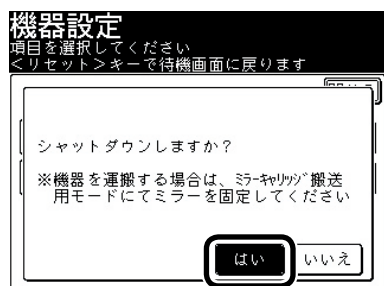 機器設定
項目を選択してください
<リセット>キーで待機画面に戻ります
シャットダウンしますか?
※機器を運搬する場合は、ミラーキャリッジ搬送
用モードにてミラーを固定してください
はい
いいえ